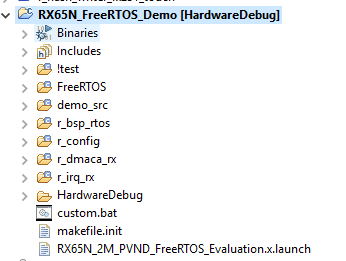 RX65N_FreeRTOS_Demo [HardwareDebug]
Binaries
Includes
!test
FreeRTOS
demo_src
r_bsp_rtos
r_config
r_dmaca_rx
r_irq_rx
HardwareDebug
custom.bat
makefile.init
RX65N_2M_PVND_FreeRTOS_Evaluation.x.launch